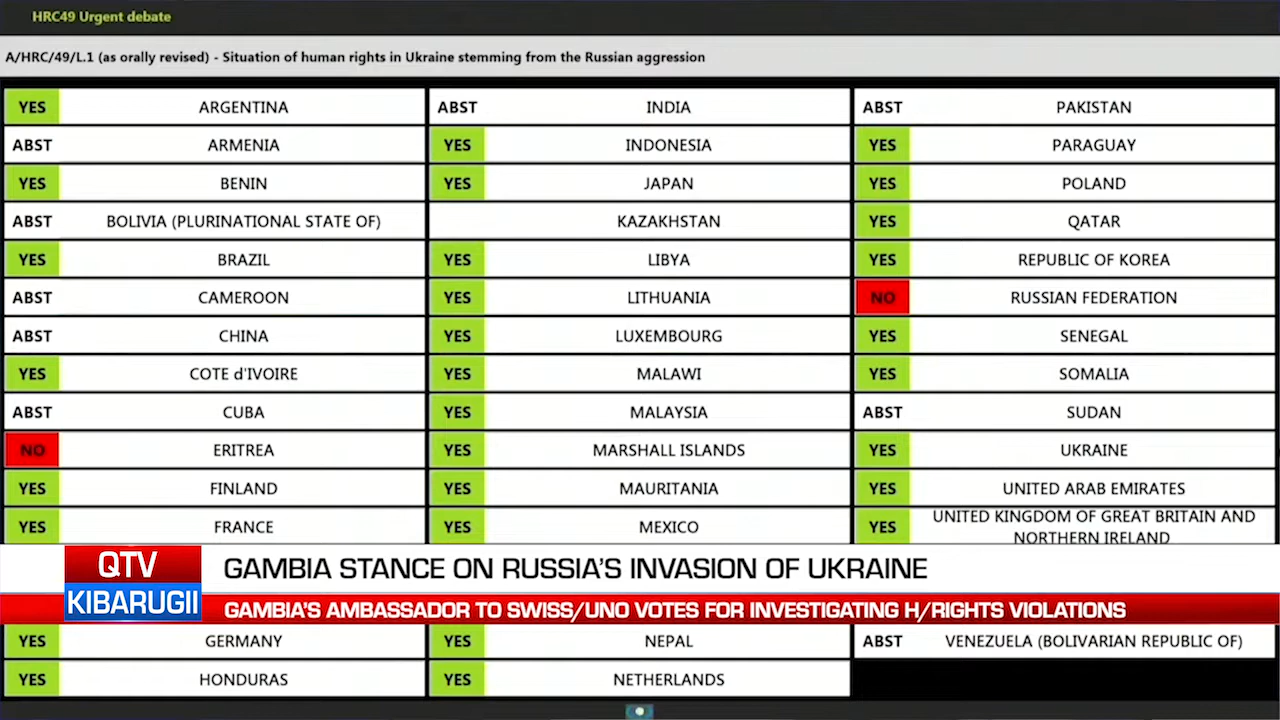 HRC49 Urgent debate
A/HRC/49/L.1 (as orally revised) - Situation of human rights in Ukraine stemming from the Russian aggression
YES ARGENTINA ABST INDIA ABST PAKISTAN
ABST ARMENIA YES INDONESIA YES PARAGUAY
YES BENIN YES JAPAN YES POLAND
ABST BOLIVIA (PLURINATIONAL STATE OF) KAZAKHSTAN YES QATAR
YES BRAZIL YES LIBYA YES REPUBLIC OF KOREA
ABST CAMEROON YES LITHUANIA NO RUSSIAN FEDERATION
ABST CHINA YES LUXEMBOURG YES SENEGAL
YES COTE d'IVOIRE YES MALAWI YES SOMALIA
ABST CUBA YES MALAYSIA ABST SUDAN
NO ERITREA YES MARSHALL ISLANDS YES UKRAINE
YES FINLAND YES MAURITANIA YES UNITED ARAB EMIRATES
YES FRANCE YES MEXICO YES UNITED KINGDOM OF GREAT BRITAIN AND
NORTHERN IRELAND
QTV
KIBARUGII
GAMBIA STANCE ON RUSSIA'S INVASION OF UKRAINE
GAMBIA'S AMBASSADOR TO SWISS/UNO VOTES FOR INVESTIGATING H/RIGHTS VIOLATIONS
YES GERMANY YES NEPAL ABST VENEZUELA (BOLIVARIAN REPUBLIC OF)
YES HONDURAS YES NETHERLANDS